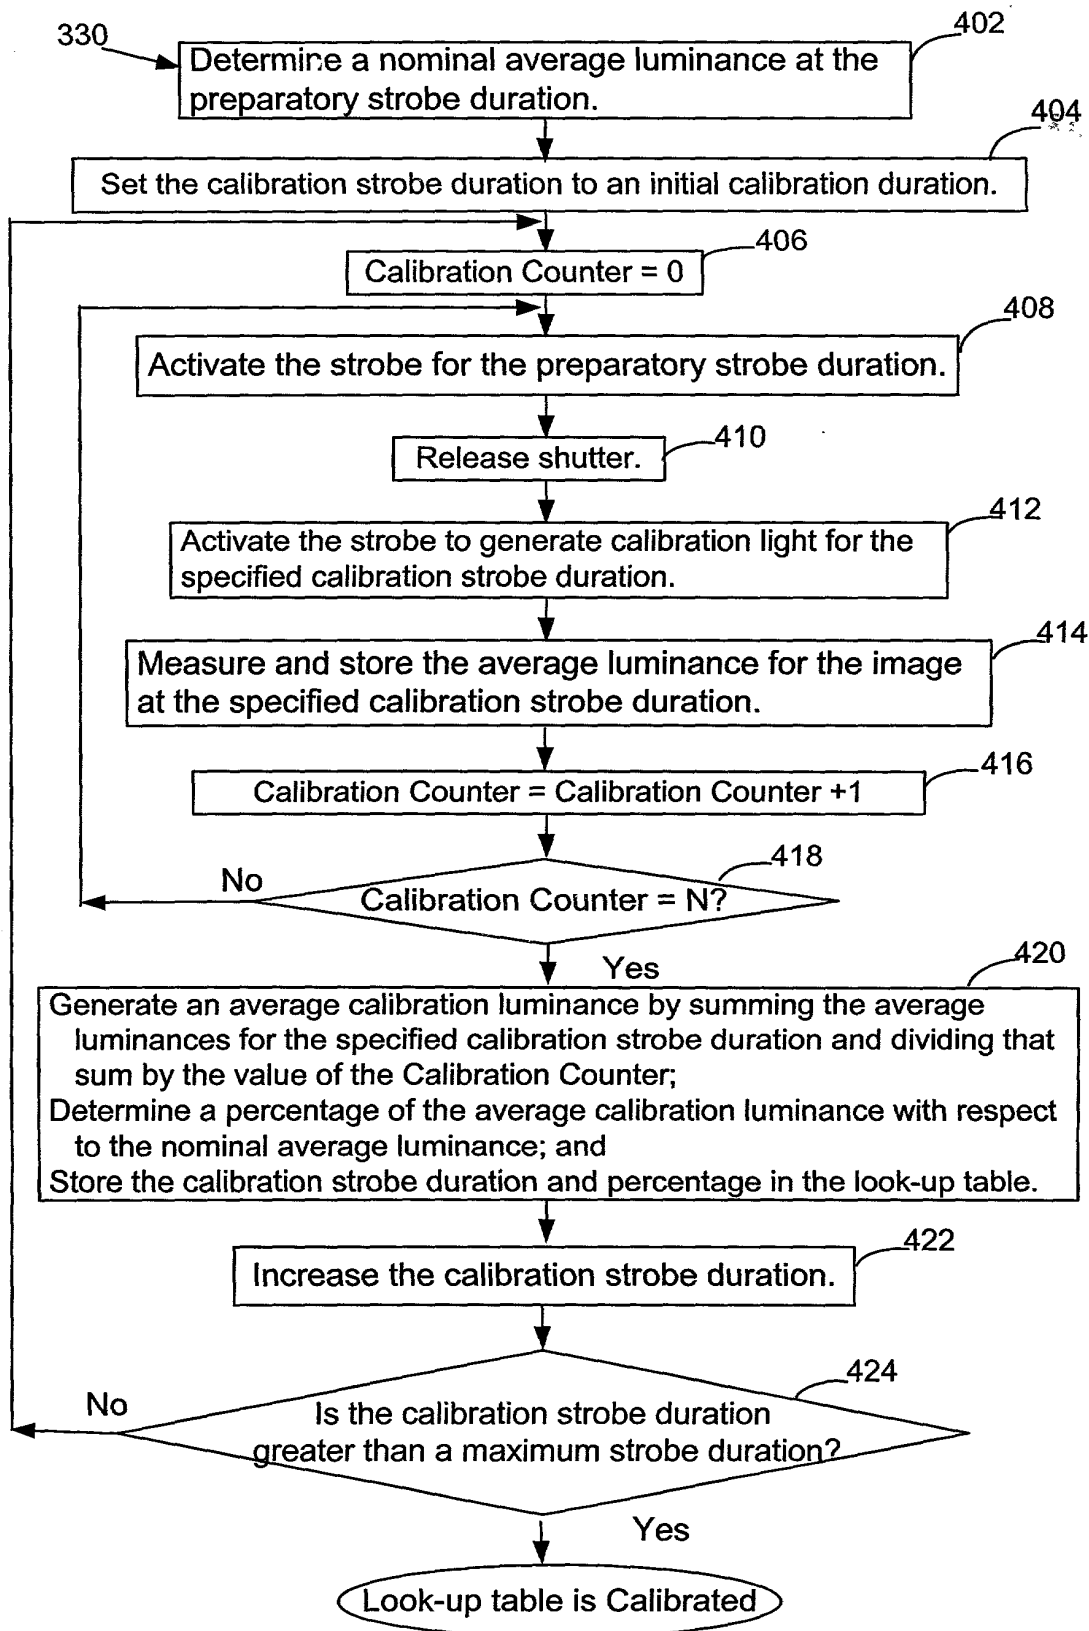 330
402
Determine a nominal average luminance at the
preparatory strobe duration.
404
Set the calibration strobe duration to an initial calibration duration.
406
Calibration Counter = 0
408
Activate the strobe for the preparatory strobe duration.
410
Release shutter.
412
Activate the strobe to generate calibration light for the
specified calibration strobe duration.
414
Measure and store the average luminance for the image
at the specified calibration strobe duration.
416
Calibration Counter = Calibration Counter +1
418
No
Calibration Counter = N?
Yes
420
Generate an average calibration luminance by summing the average
luminances for the specified calibration strobe duration and dividing that
sum by the value of the Calibration Counter;
Determine a percentage of the average calibration luminance with respect
to the nominal average luminance; and
Store the calibration strobe duration and percentage in the look-up table.
422
Increase the calibration strobe duration.
424
No
Is the calibration strobe duration
greater than a maximum strobe duration?
Yes
Look-up table is Calibrated